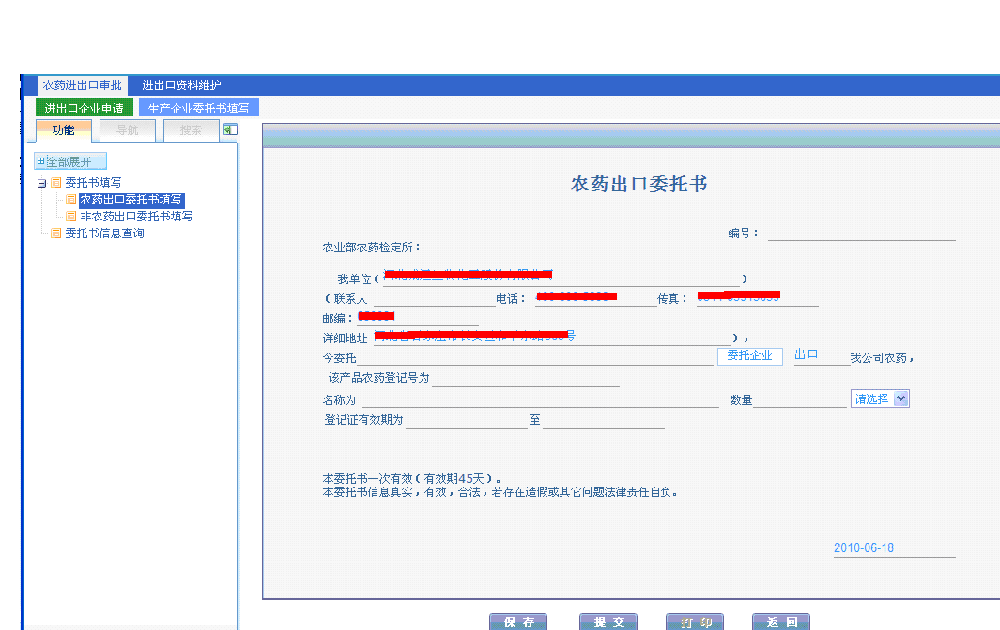 农药进出口审批 进出口资料维护
进出口企业申请 生产企业委托书填写
功能 导航 搜索
全部展开
委托书填写
农药出口委托书填写
非农药出口委托书填写
委托书信息查询
农药出口委托书
编号：
农业部农药检定所：
我单位（ ）
（联系人 电话： 传真：
邮编：
详细地址 号 ），
今委托 委托企业 出口 我公司农药，
该产品农药登记号为
名称为 数量 请选择
登记证有效期为 至
本委托书一次有效（有效期45天）。
本委托书信息真实，有效，合法，若存在造假或其它问题法律责任自负。
2010-06-18
保存 提交 打印 返回